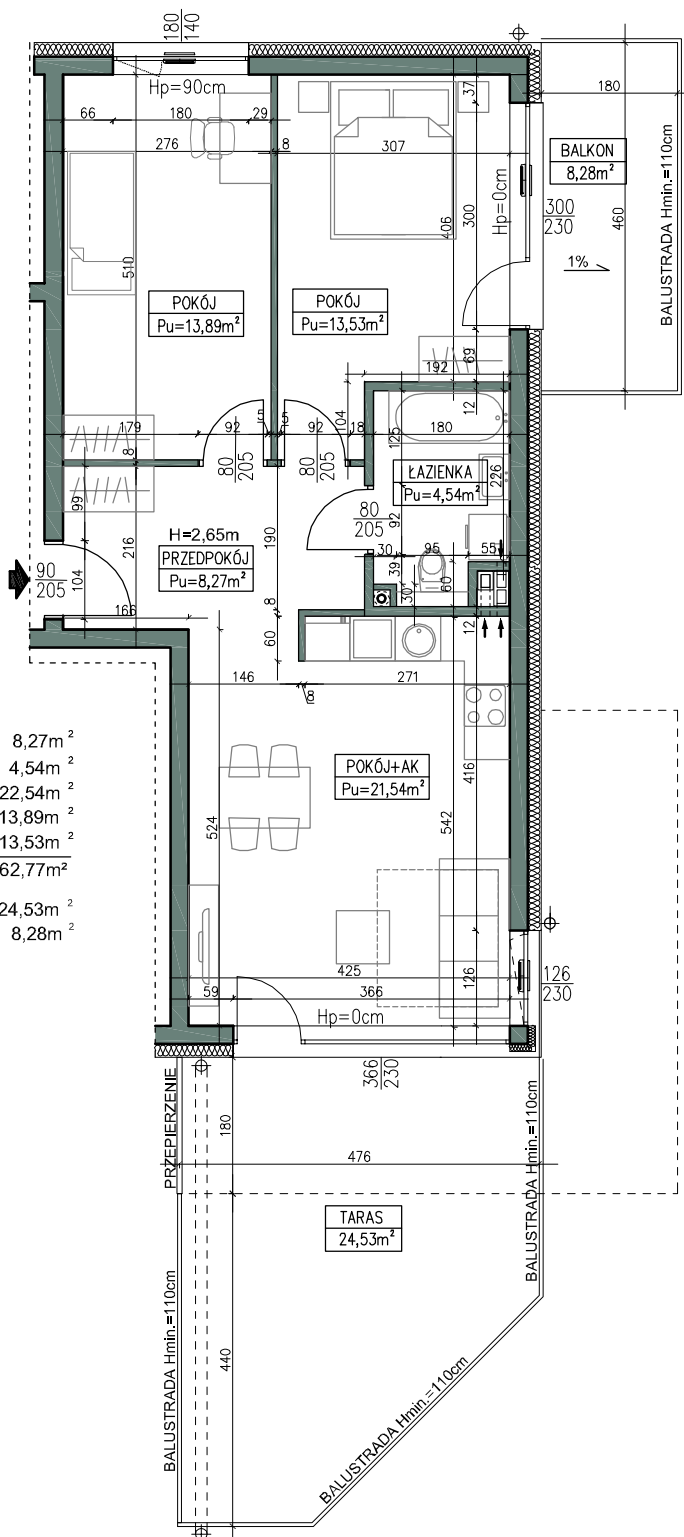 180
140
Hp=90cm
66
180
29
276
8
307
37
180
BALKON
8,28m²
Hp=0cm
300
300
230
406
460
1%
BALUSTRADA Hmin.=110cm
510
POKÓJ
Pu=13,89m²
POKÓJ
Pu=13,53m²
69
192
12
104
179
92
5
5
92
18
125
180
8
80
205
80
205
ŁAZIENKA
Pu=4,54m²
226
99
H=2,65m
PRZEDPOKÓJ
Pu=8,27m²
216
190
80
205
92
30
95
55
39
60
30
90
205
104
166
8
60
12
146
271
8
8,27m²
4,54m²
22,54m²
13,89m²
13,53m²
62,77m²
24,53m²
8,28m²
POKÓJ+AK
Pu=21,54m²
416
524
542
425
126
59
366
Hp=0cm
126
230
366
230
PRZEPIERZENIE
180
476
BALUSTRADA Hmin.=110cm
TARAS
24,53m²
BALUSTRADA Hmin.=110cm
440
BALUSTRADA Hmin.=110cm